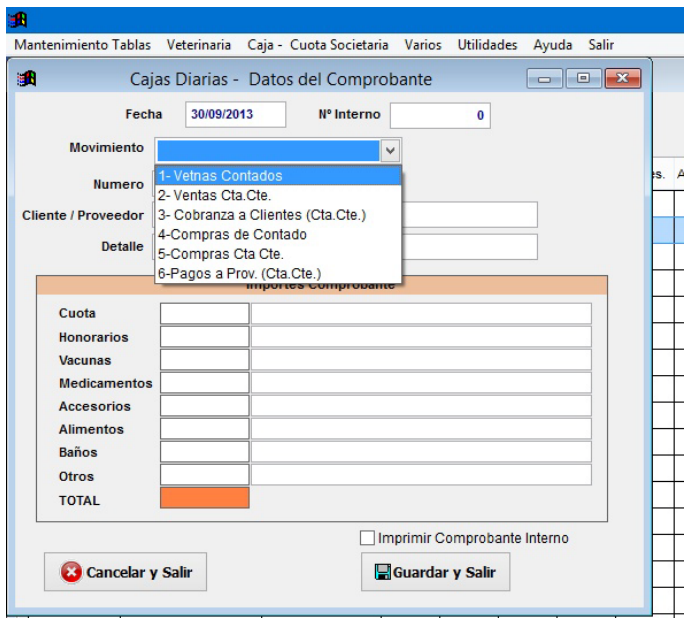 Mantenimiento Tablas Veterinaria Caja - Cuota Societaria Varios Utilidades Ayuda Salir
Cajas Diarias - Datos del Comprobante
Fecha 30/09/2013 Nº Interno 0
Movimiento
1- Vetnas Contados
Numero
2- Ventas Cta.Cte.
Cliente / Proveedor
3- Cobranza a Clientes (Cta.Cte.)
4-Compras de Contado
Detalle
5-Compras Cta Cte.
6-Pagos a Prov. (Cta.Cte.)
Importes Comprobante
Cuota
Honorarios
Vacunas
Medicamentos
Accesorios
Alimentos
Baños
Otros
TOTAL
Imprimir Comprobante Interno
Cancelar y Salir Guardar y Salir